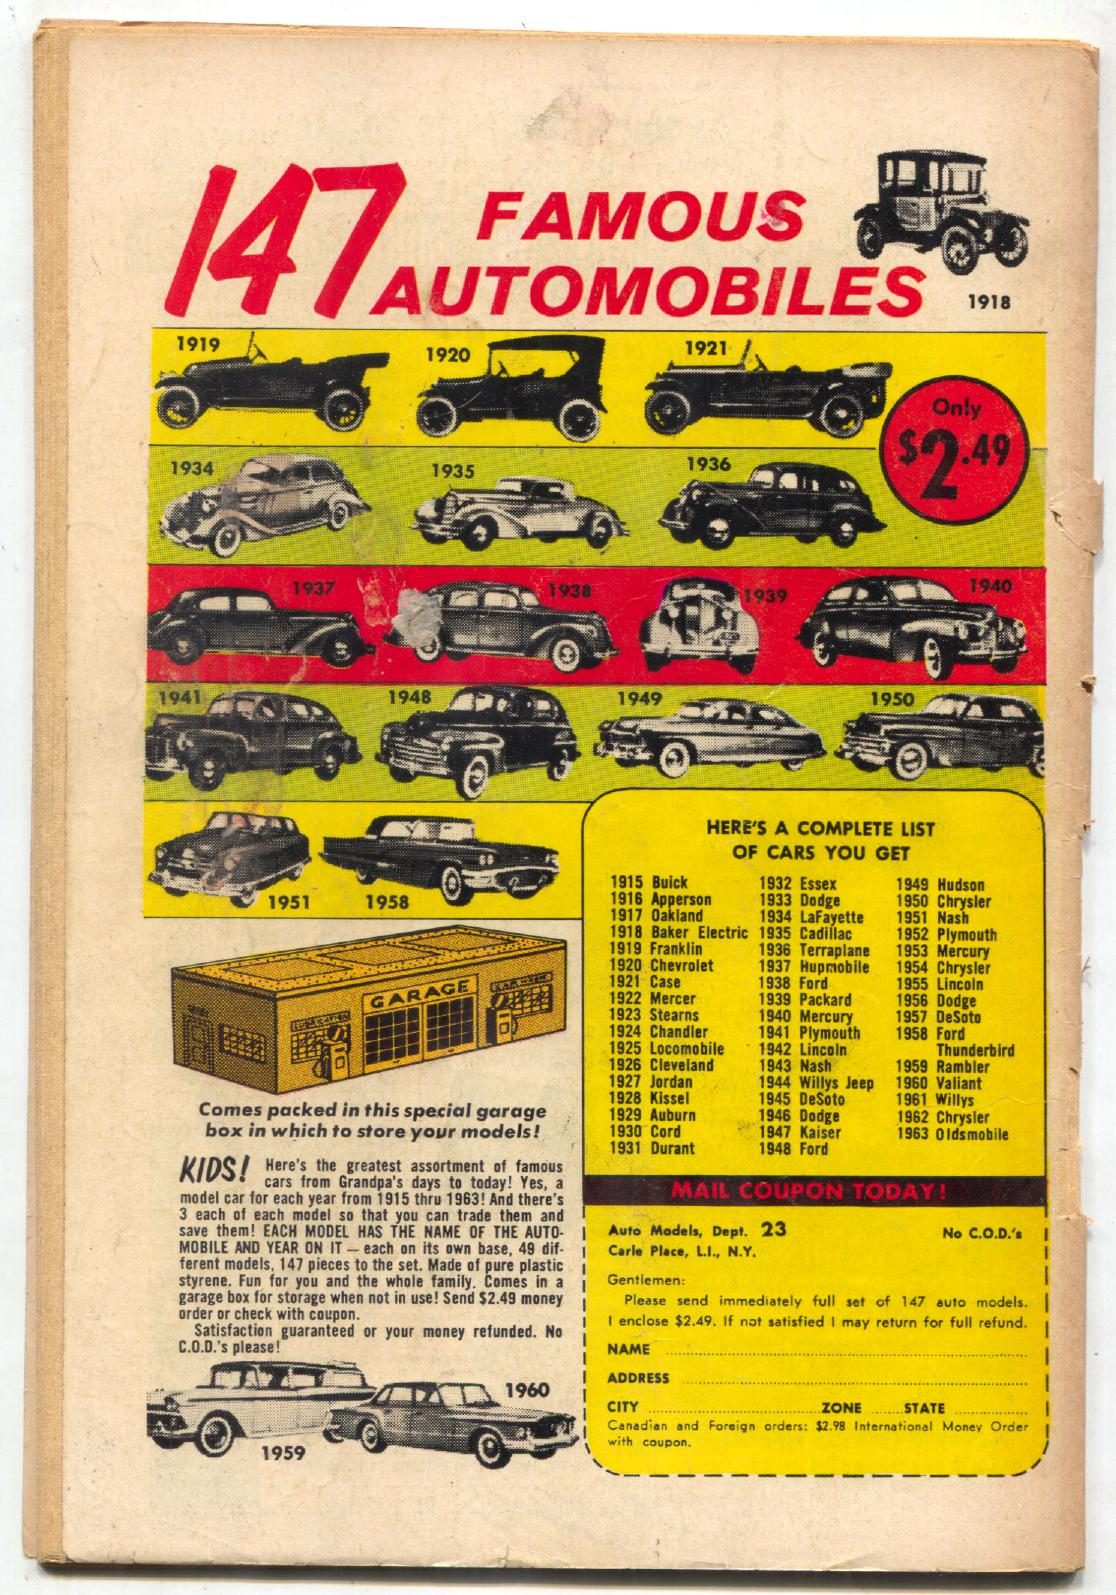 147 FAMOUS
AUTOMOBILES
1918
1919
1920
1921
Only
$2.49
1934
1935
1936
1937
1938
1939
1940
1941
1948
1949
1950
1951
1958
GARAGE
Comes packed in this special garage
box in which to store your models!
KIDS! Here's the greatest assortment of famous
cars from Grandpa's days to today! Yes, a
model car for each year from 1915 thru 1963! And there's
3 each of each model so that you can trade them and
save them! EACH MODEL HAS THE NAME OF THE AUTO-
MOBILE AND YEAR ON IT — each on its own base, 49 dif-
ferent models, 147 pieces to the set. Made of pure plastic
styrene. Fun for you and the whole family. Comes in a
garage box for storage when not in use! Send $2.49 money
order or check with coupon.
Satisfaction guaranteed or your money refunded. No
C.O.D.'s please!
1959
1960
HERE'S A COMPLETE LIST
OF CARS YOU GET
1915 Buick
1916 Apperson
1917 Oakland
1918 Baker Electric
1919 Franklin
1920 Chevrolet
1921 Case
1922 Mercer
1923 Stearns
1924 Chandler
1925 Locomobile
1926 Cleveland
1927 Jordan
1928 Kissel
1929 Auburn
1930 Cord
1931 Durant
1932 Essex
1933 Dodge
1934 LaFayette
1935 Cadillac
1936 Terraplane
1937 Hupmobile
1938 Ford
1939 Packard
1940 Mercury
1941 Plymouth
1942 Lincoln
1943 Nash
1944 Willys Jeep
1945 DeSoto
1946 Dodge
1947 Kaiser
1948 Ford
1949 Hudson
1950 Chrysler
1951 Nash
1952 Plymouth
1953 Mercury
1954 Chrysler
1955 Lincoln
1956 Dodge
1957 DeSoto
1958 Ford
Thunderbird
1959 Rambler
1960 Valiant
1961 Willys
1962 Chrysler
1963 Oldsmobile
MAIL COUPON TODAY!
Auto Models, Dept. 23 No C.O.D.'s
Carle Place, L.I., N.Y.
Gentlemen:
Please send immediately full set of 147 auto models.
I enclose $2.49. If not satisfied I may return for full refund.
NAME
ADDRESS
CITY ZONE STATE
Canadian and Foreign orders: $2.98 International Money Order
with coupon.